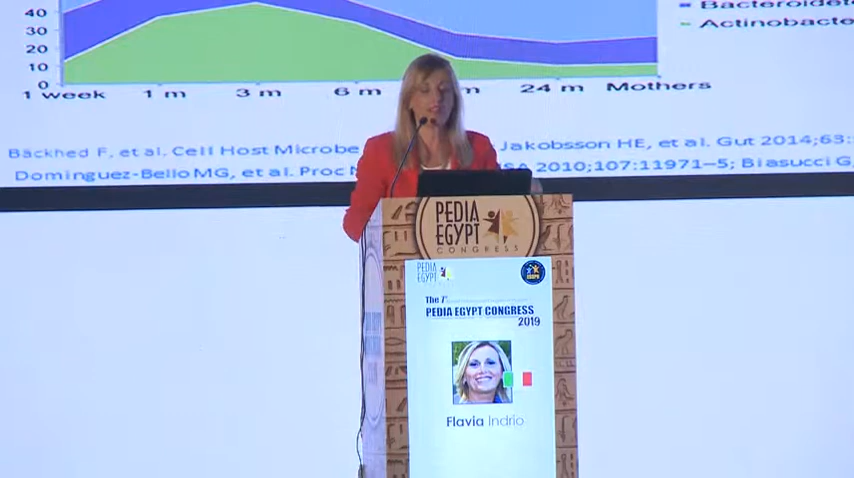 Bacteroidet
Actinobacte
40
30
20
10
0
1 week 1 m 3 m 6 m m 24 m Mothers
Bäckhed F, et al. Cell Host Microbe Jakobsson HE, et al. Gut 2014;63:
Dominguez-Bello MG, et al. Proc N SA 2010;107:11971–5; Biasucci G,
PEDIA
EGYPT
CONGRESS
PEDIA
EGYPT
The 7
PEDIA EGYPT CONGRESS
2019
Flavia Indrio